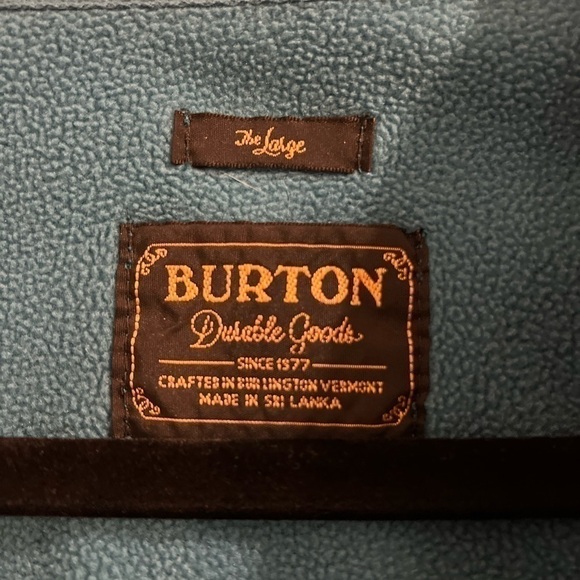 The Large
BURTON
Durable Goods
SINCE 1977
CRAFTED IN BURLINGTON VERMONT
MADE IN SRI LANKA